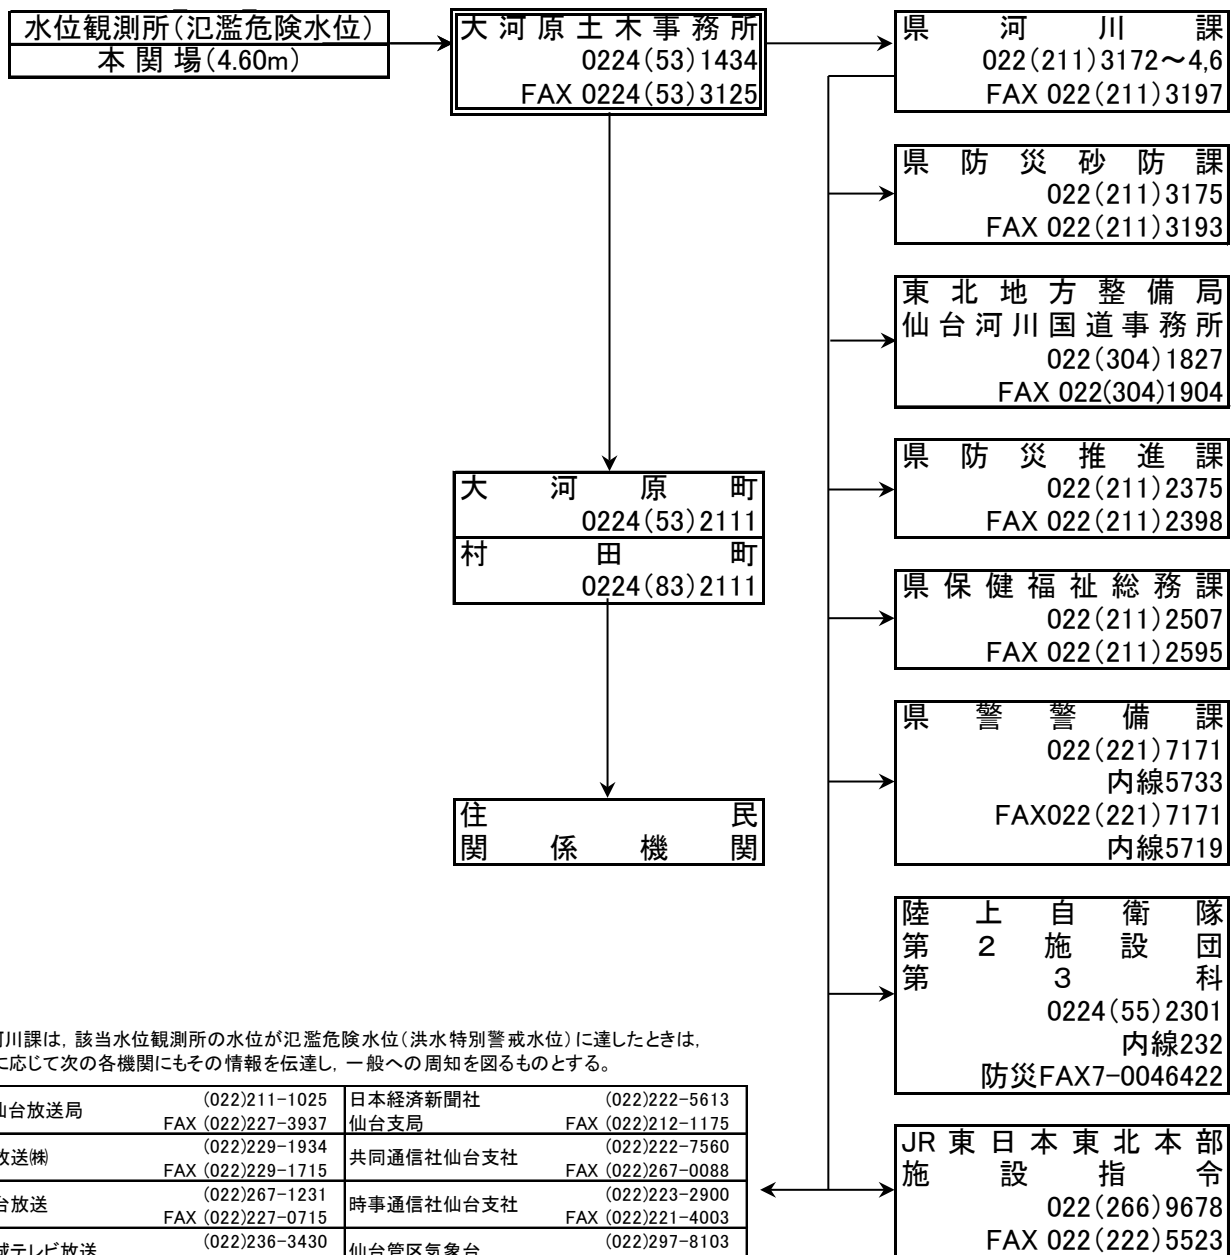 水位観測所（氾濫危険水位）
本関場（4.60m）
大河原土木事務所
0224（53）1434
FAX 0224（53）3125
県河川課
022（211）3172～4,6
FAX 022（211）3197
県防災砂防課
022（211）3175
FAX 022（211）3193
東北地方整備局
仙台河川国道事務所
022（304）1827
FAX 022(304)1904
県防災推進課
022（211）2375
FAX 022（211）2398
県保健福祉総務課
022（211）2507
FAX 022（211）2595
県警警備課
022（221）7171
内線5733
FAX022（221）7171
内線5719
陸上自衛隊
第２施設団
第３科
0224（55）2301
内線232
防災FAX7-0046422
JR東日本東北本部
施設指令
022（266）9678
FAX 022（222）5523
大河原町
0224（53）2111
村田町
0224（83）2111
住民
関係機関
川課は，該当水位観測所の水位が氾濫危険水位（洪水特別警戒水位）に達したときは，
に応じて次の各機関にもその情報を伝達し，一般への周知を図るものとする。
台放送局 (022)211-1025 日本経済新聞社 (022)222-5613
FAX (022)227-3937 仙台支局 FAX (022)212-1175
放送㈱ (022)229-1934 共同通信社仙台支社 (022)222-7560
FAX (022)229-1715 FAX (022)267-0088
台放送 (022)267-1231 時事通信社仙台支社 (022)223-2900
FAX (022)227-0715 FAX (022)221-4003
テレビ放送 (022)236-3430 仙台管区気象台 (022)297-8103